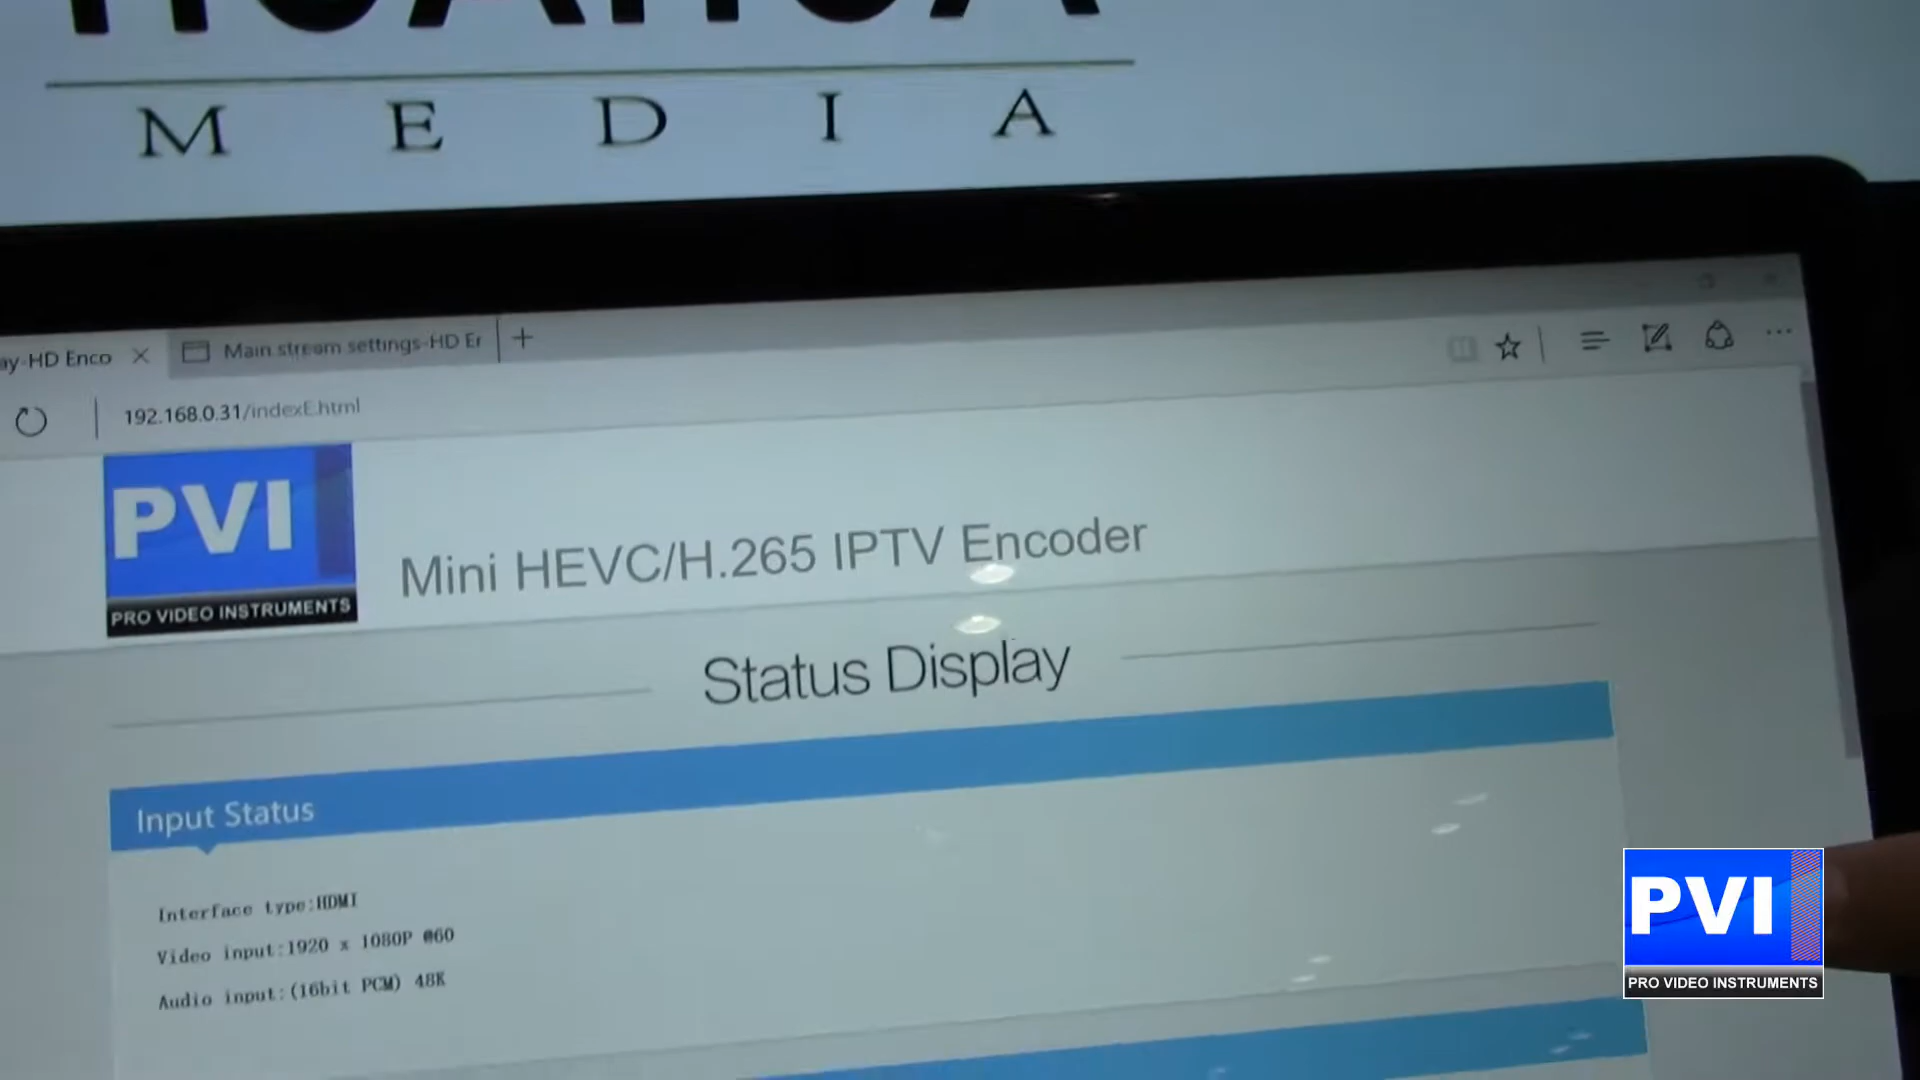 M E D I A
ay-HD Enco
Main stream settings-HD Er
192.168.0.31/indexE.html
PVI
PRO VIDEO INSTRUMENTS
Mini HEVC/H.265 IPTV Encoder
Status Display
Input Status
Interface type:HDMI
Video input:1920 x 1080P @60
Audio input:(16bit PCM) 48K
PVI
PRO VIDEO INSTRUMENTS